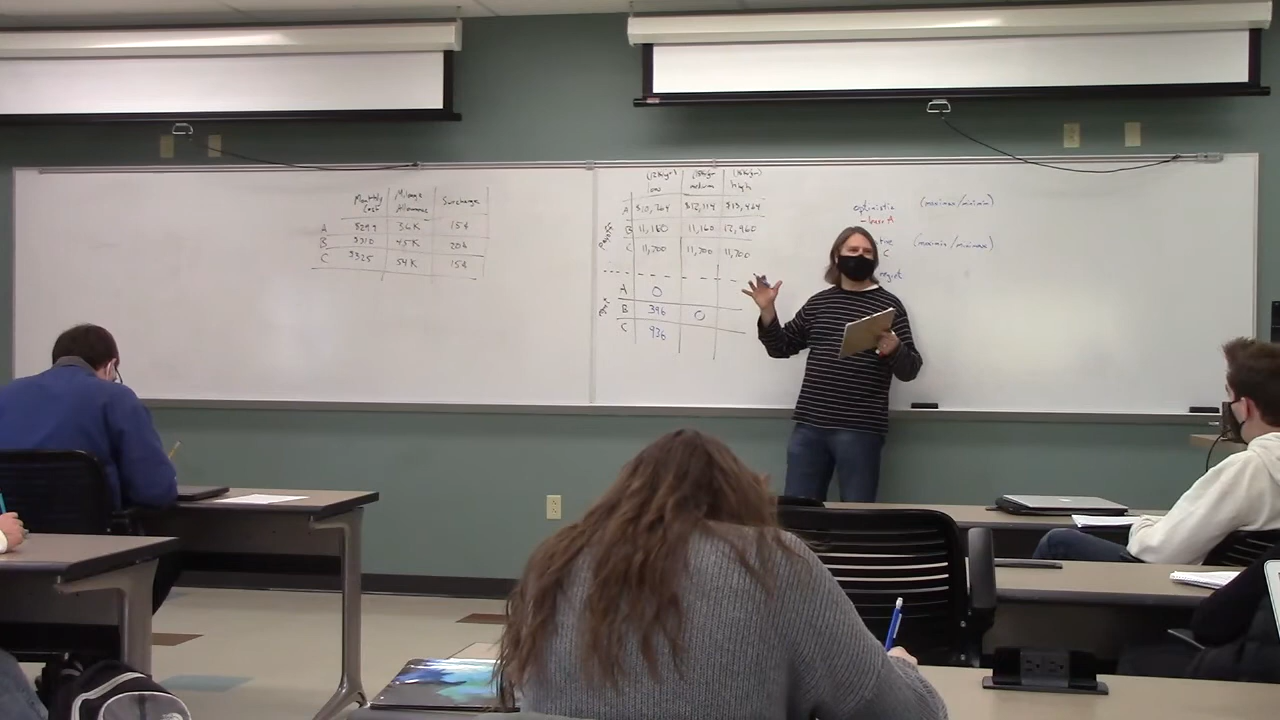 Monthly Cost Mileage Allowance Surcharge
A $299 36K 15¢
B $310 45K 20¢
C $325 54K 15¢
low medium high
A $10,764 $12,114 $13,464
B 11,160 11,160 12,960
C 11,700 11,700 11,700
A 0
B 396 0
C 936
optimistic (maximax/minimin)
- lease A
(maximin/minimax)
C